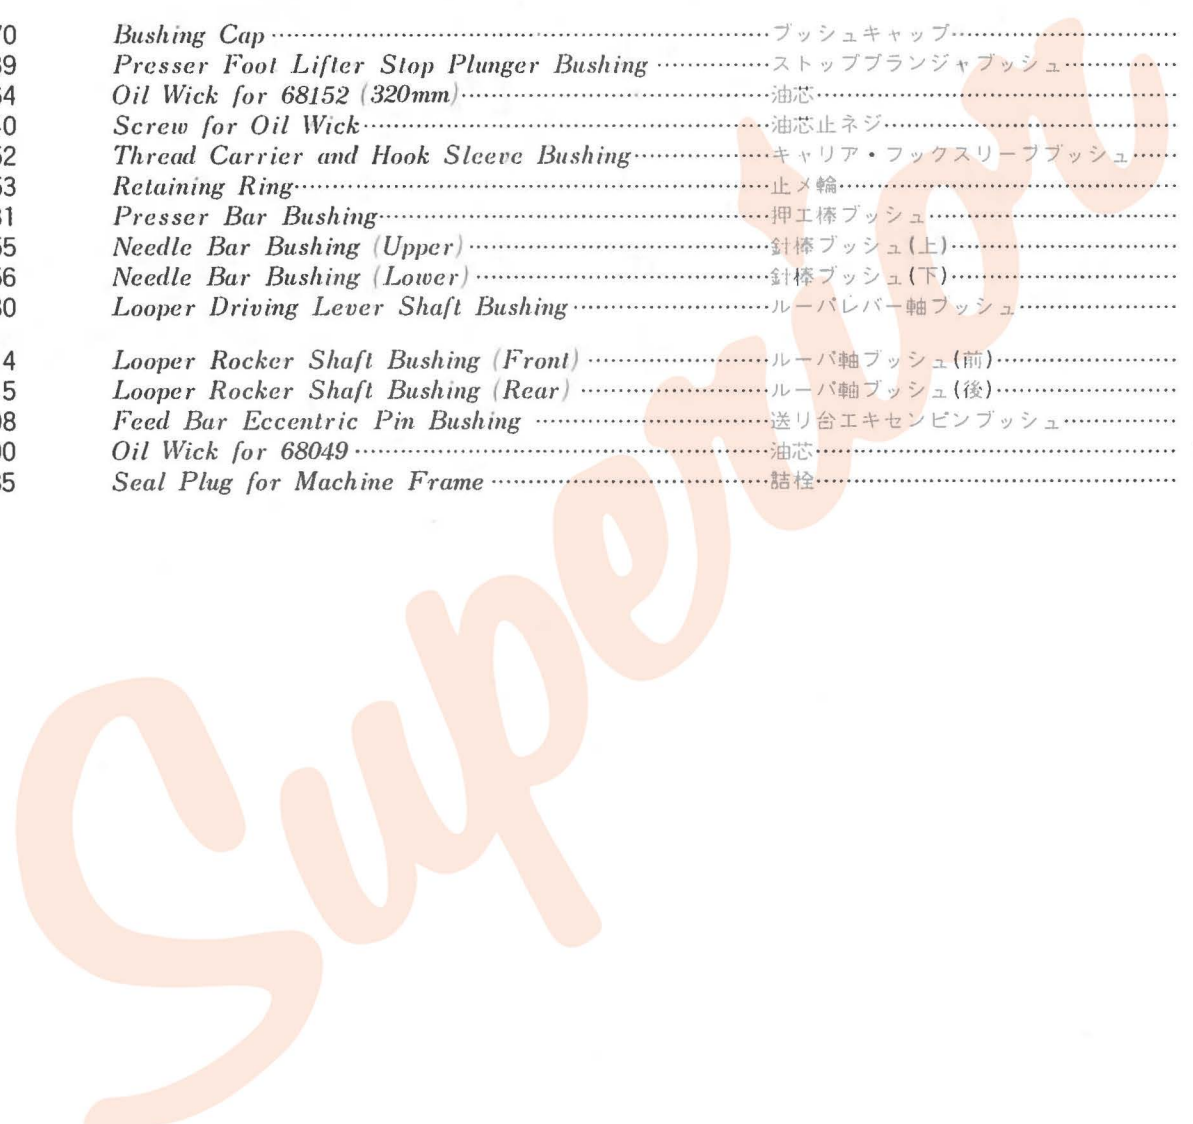 70 Bushing Cap ブッシュキャップ
39 Presser Foot Lifter Stop Plunger Bushing ストップブランジャブッシュ
64 Oil Wick for 68152 (320mm) 油芯
40 Screw for Oil Wick 油芯止ネジ
52 Thread Carrier and Hook Sleeve Bushing キャリア・フックスリーブブッシュ
53 Retaining Ring 止メ輪
31 Presser Bar Bushing 押工棒ブッシュ
55 Needle Bar Bushing (Upper) 針棒ブッシュ(上)
56 Needle Bar Bushing (Lower) 針棒ブッシュ(下)
30 Looper Driving Lever Shaft Bushing ルーパレバー軸ブッシュ
4 Looper Rocker Shaft Bushing (Front) ルーパ軸ブッシュ(前)
5 Looper Rocker Shaft Bushing (Rear) ルーパ軸ブッシュ(後)
98 Feed Bar Eccentric Pin Bushing 送リ台エキセンピンブッシュ
00 Oil Wick for 68049 油芯
35 Seal Plug for Machine Frame 詰栓
Superior